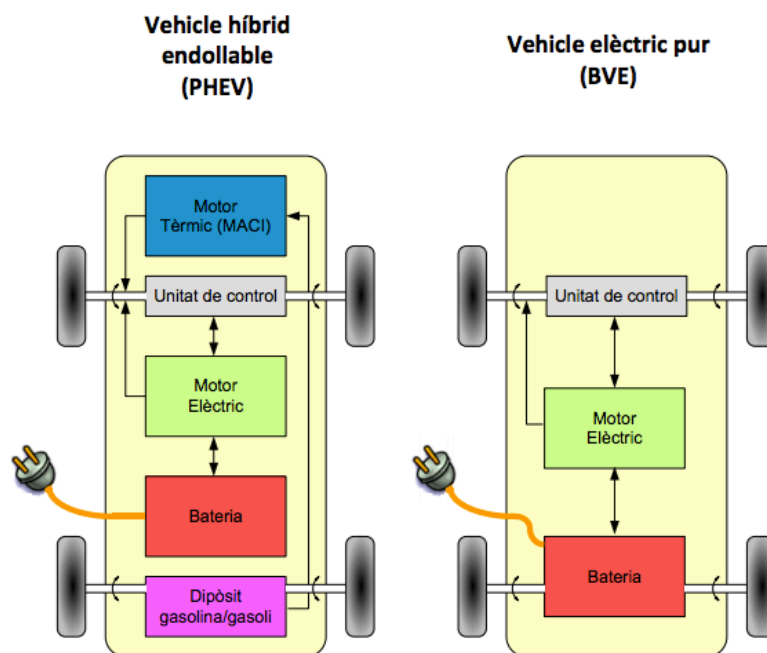 Vehicle híbrid
endollable
(PHEV)
Motor
Tèrmic (MACI)
Unitat de control
Motor
Elèctric
Bateria
Dipòsit
gasolina/gasoli
Vehicle elèctric pur
(BVE)
Unitat de control
Motor
Elèctric
Bateria